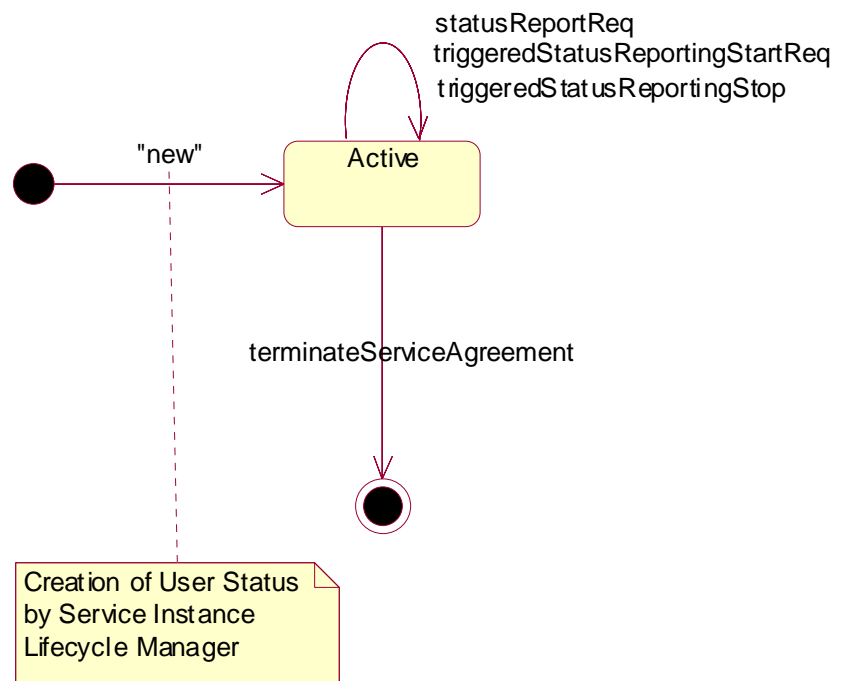 statusReportReq
triggeredStatusReportingStartReq
triggeredStatusReportingStop
"new"
Active
terminateServiceAgreement
Creation of User Status
by Service Instance
Lifecycle Manager